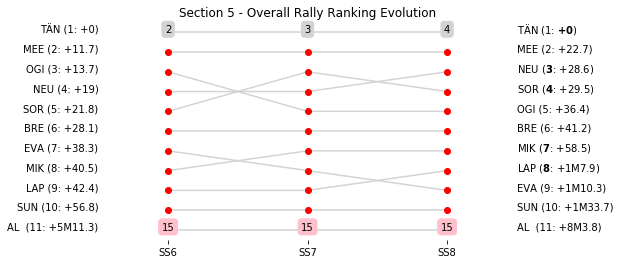 Section 5 - Overall Rally Ranking Evolution
TÄN (1: +0) 2 3 4 TÄN (1: +0)
MEE (2: +11.7) MEE (2: +22.7)
OGI (3: +13.7) NEU (3: +28.6)
NEU (4: +19) SOR (4: +29.5)
SOR (5: +21.8) OGI (5: +36.4)
BRE (6: +28.1) BRE (6: +41.2)
EVA (7: +38.3) MIK (7: +58.5)
MIK (8: +40.5) LAP (8: +1M7.9)
LAP (9: +42.4) EVA (9: +1M10.3)
SUN (10: +56.8) SUN (10: +1M33.7)
AL (11: +5M11.3) 15 15 15 AL (11: +8M3.8)
SS6 SS7 SS8